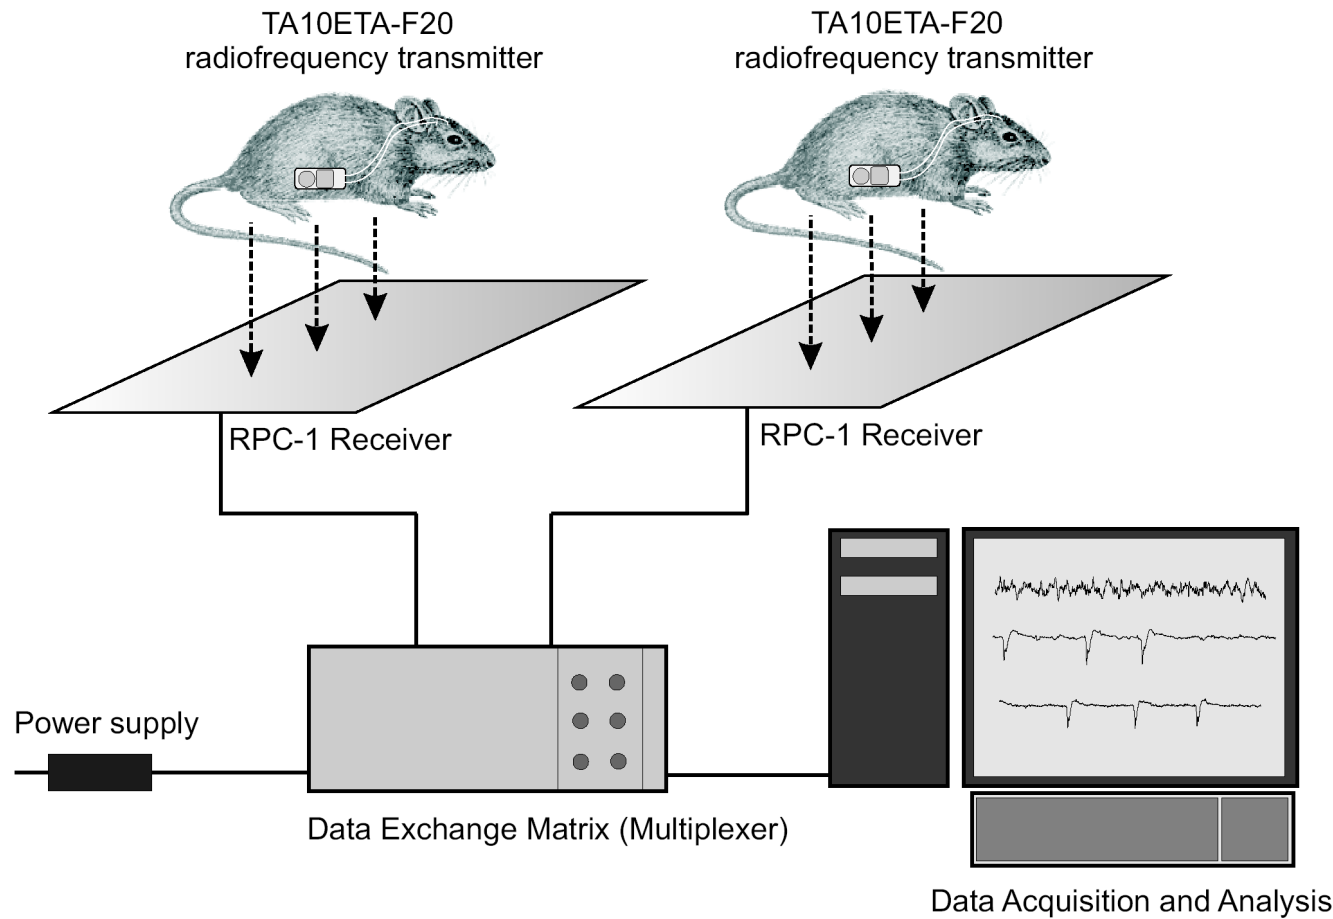 TA10ETA-F20
radiofrequency transmitter
TA10ETA-F20
radiofrequency transmitter
RPC-1 Receiver
RPC-1 Receiver
Power supply
Data Exchange Matrix (Multiplexer)
Data Acquisition and Analysis